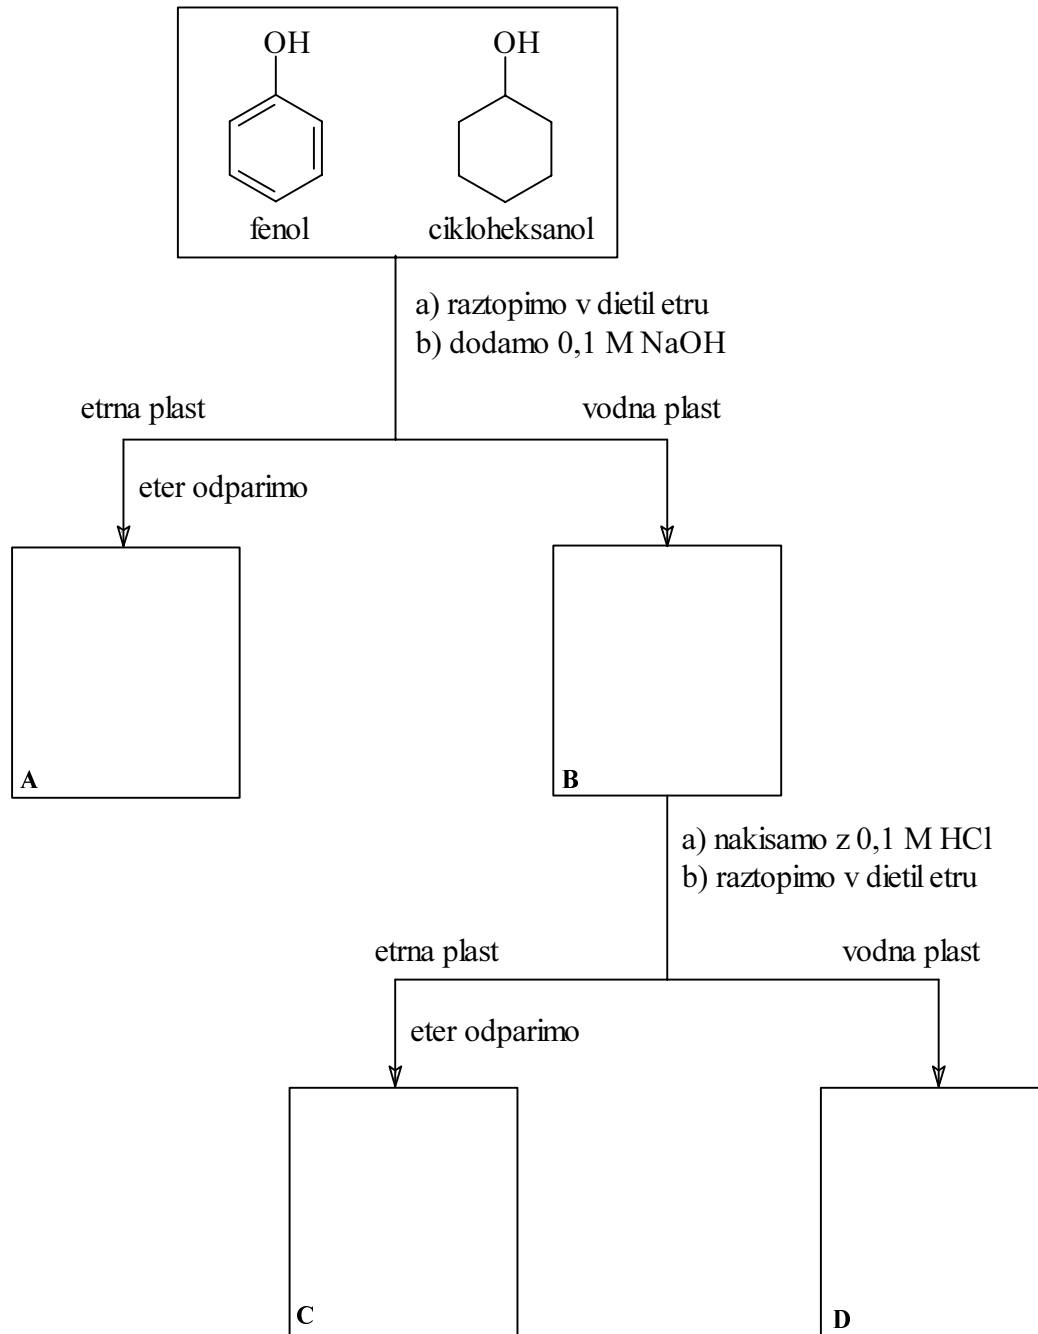 OH
OH
fenol
cikloheksanol
a) raztopimo v dietil etru
b) dodamo 0,1 M NaOH
etrna plast
vodna plast
eter odparimo
A
B
a) nakisamo z 0,1 M HCl
b) raztopimo v dietil etru
etrna plast
vodna plast
eter odparimo
C
D